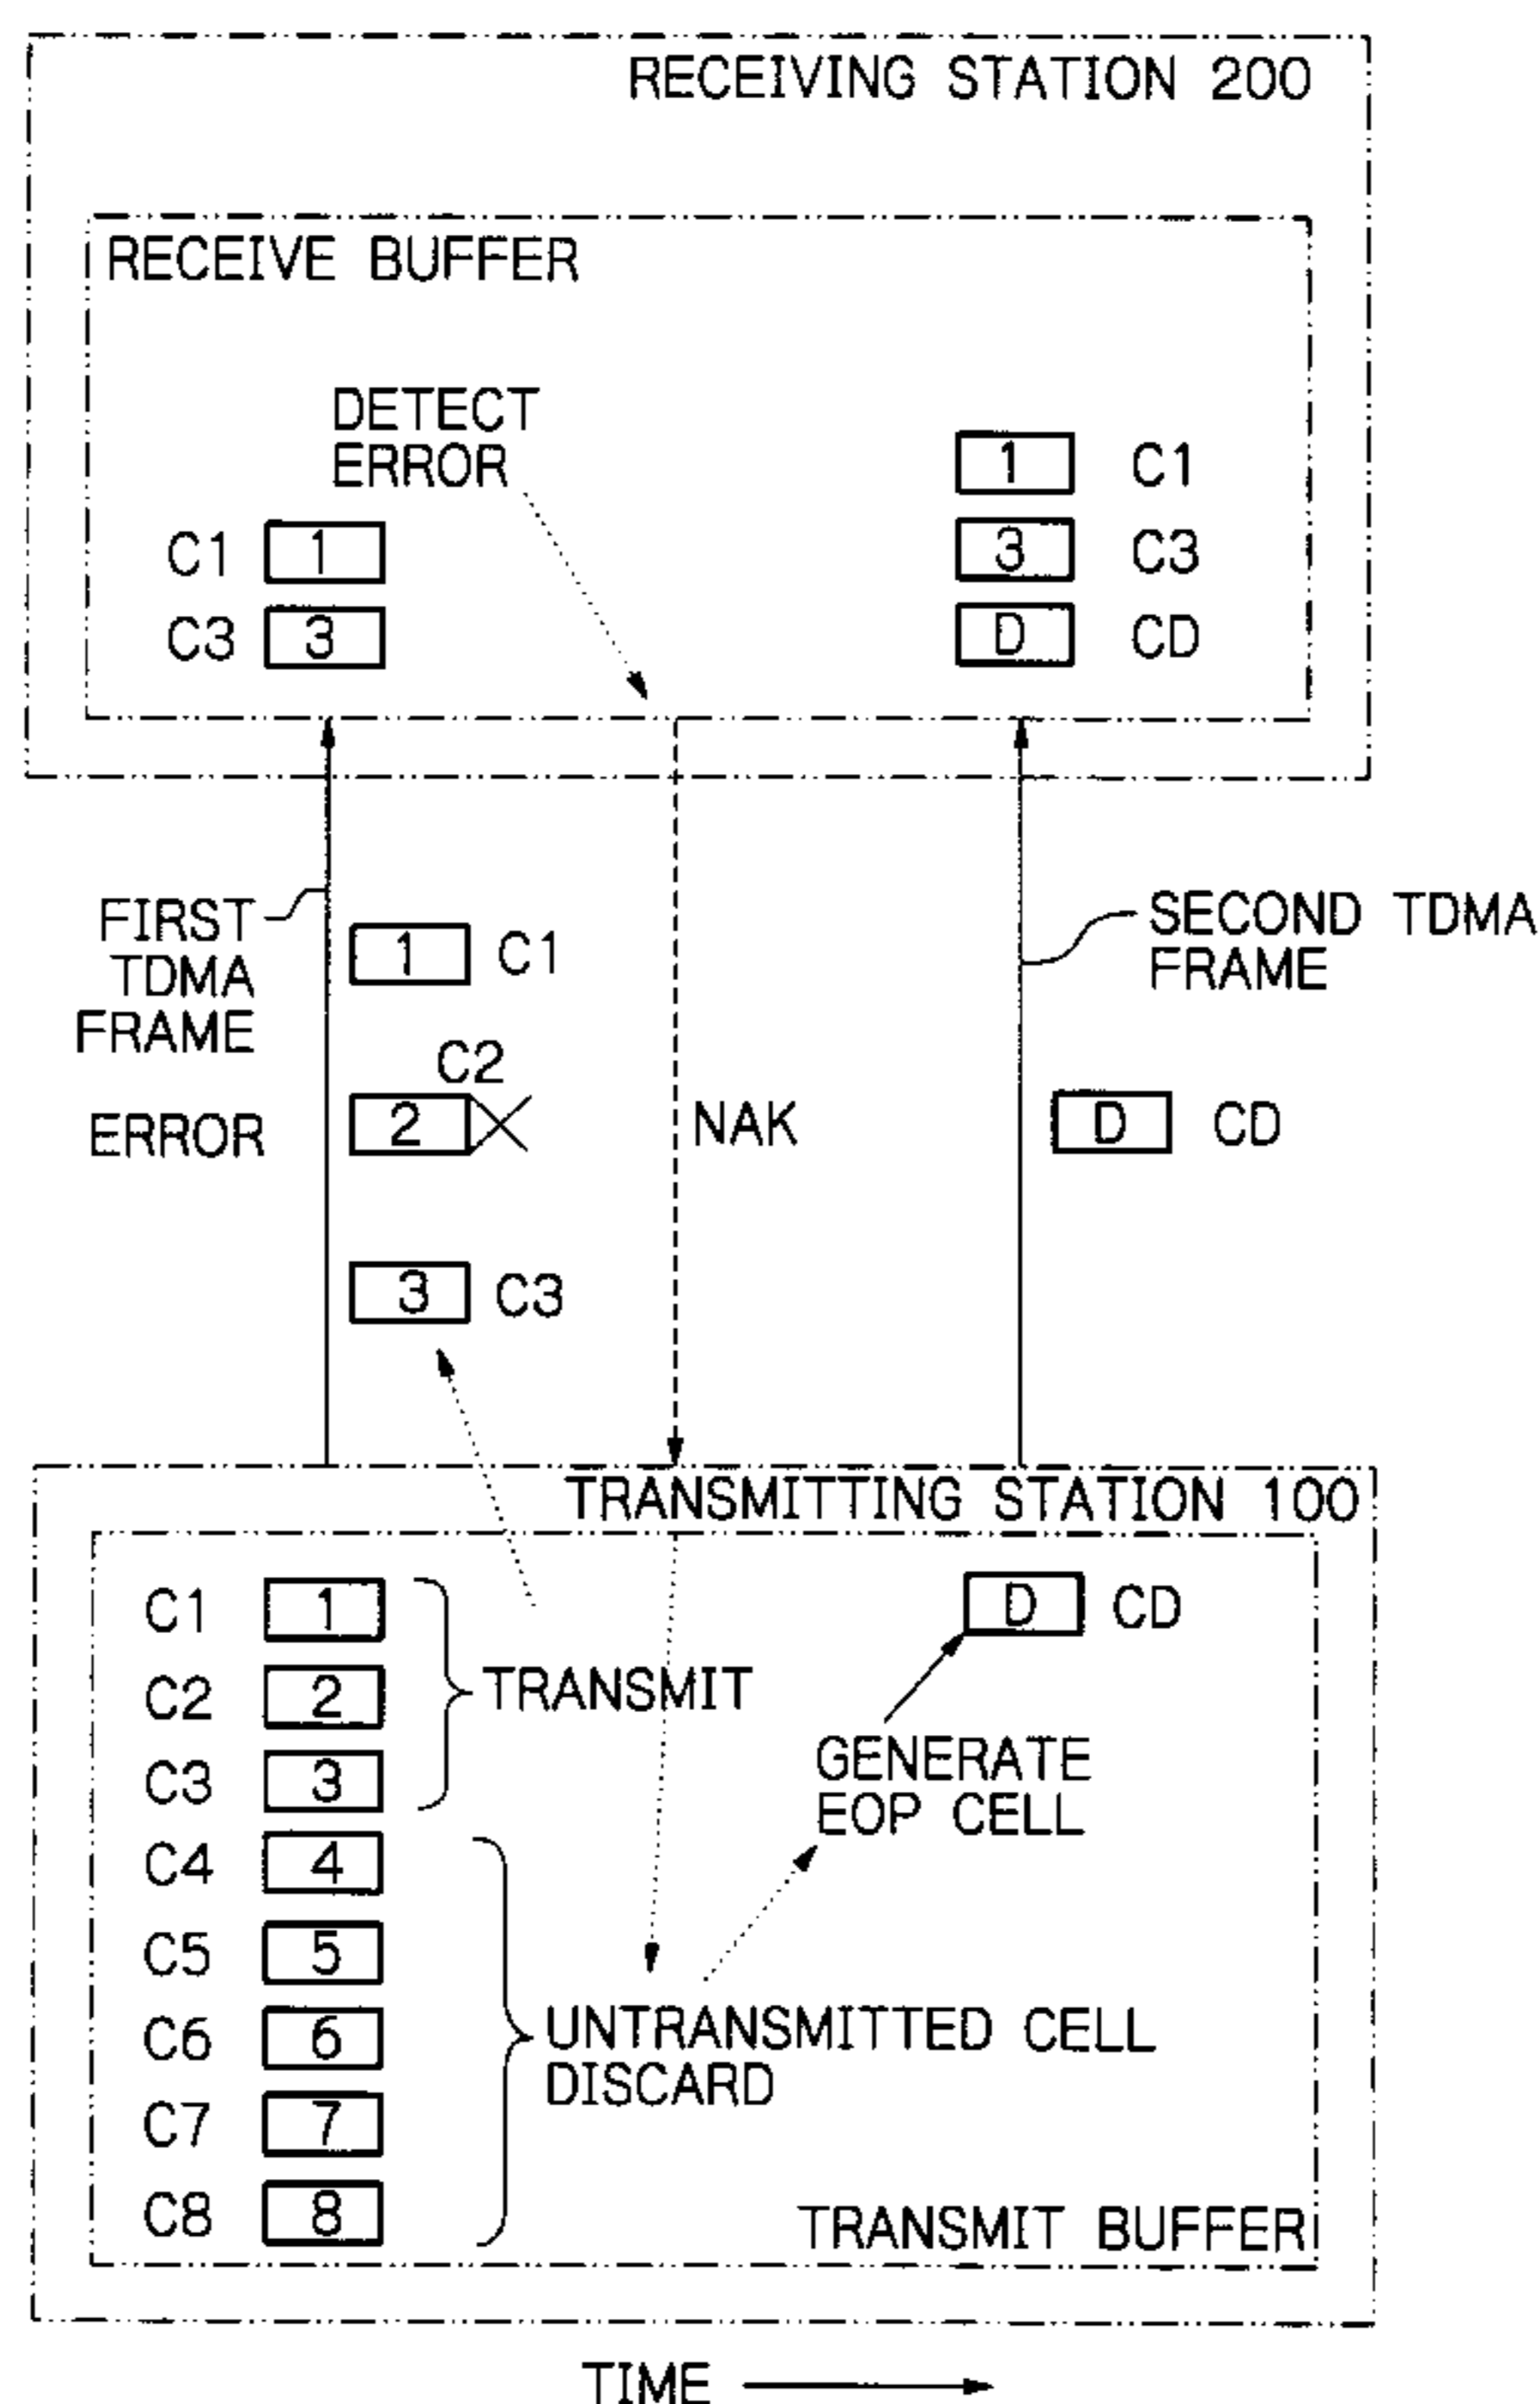 RECEIVING STATION 200
RECEIVE BUFFER
DETECT
ERROR
1 C1
C1 1
3 C3
C3 3
D CD
FIRST
TDMA
FRAME
1 C1
SECOND TDMA
FRAME
C2
ERROR
2
NAK
D CD
3 C3
TRANSMITTING STATION 100
C1 1
D CD
C2 2
TRANSMIT
C3 3
GENERATE
EOP CELL
C4 4
C5 5
C6 6
UNTRANSMITTED CELL
DISCARD
C7 7
C8 8
TRANSMIT BUFFER
TIME